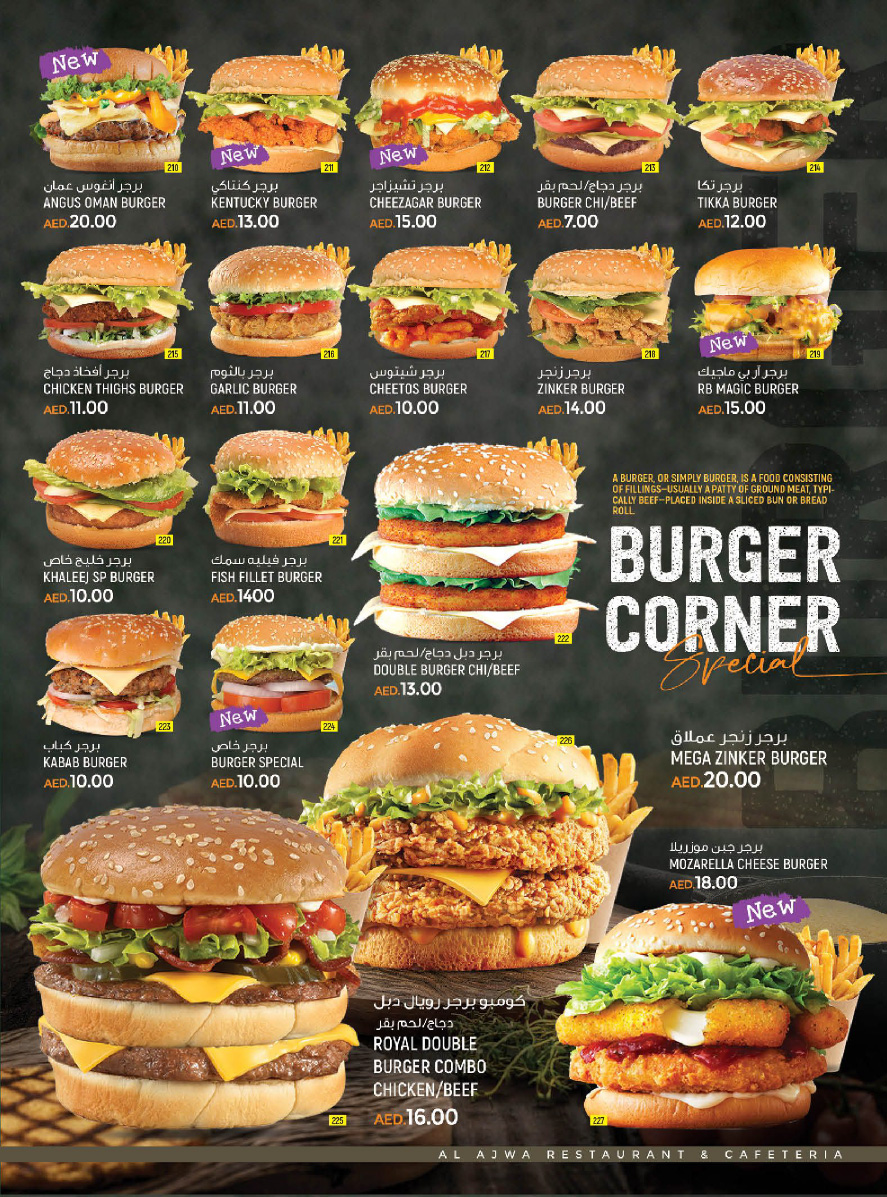 New
210
برجر أنغوس عمان
ANGUS OMAN BURGER
AED.20.00
New
211
برجر كنتاكي
KENTUCKY BURGER
AED.13.00
New
212
برجر تشيزاجر
CHEEZAGAR BURGER
AED.15.00
213
برجر دجاج/لحم بقر
BURGER CHI/BEEF
AED.7.00
214
برجر تكا
TIKKA BURGER
AED.12.00
215
برجر أفخاذ دجاج
CHICKEN THIGHS BURGER
AED.11.00
216
برجر بالثوم
GARLIC BURGER
AED.11.00
217
برجر شيتوس
CHEETOS BURGER
AED.10.00
218
برجر زنجر
ZINKER BURGER
AED.14.00
New
219
برجر آر بي ماجيك
RB MAGIC BURGER
AED.15.00
220
برجر خليج خاص
KHALEEJ SP BURGER
AED.10.00
221
برجر فيليه سمك
FISH FILLET BURGER
AED.1400
222
برجر دبل دجاج/لحم بقر
DOUBLE BURGER CHI/BEEF
AED.13.00
A BURGER, OR SIMPLY BURGER, IS A FOOD CONSISTING
OF FILLINGS—USUALLY A PATTY OF GROUND MEAT, TYPI-
CALLY BEEF—PLACED INSIDE A SLICED BUN OR BREAD
ROLL.
BURGER
CORNER
Special
223
برجر كباب
KABAB BURGER
AED.10.00
New
224
برجر خاص
BURGER SPECIAL
AED.10.00
226
برجر زنجر عملاق
MEGA ZINKER BURGER
AED.20.00
برجر جبن موزريلا
MOZARELLA CHEESE BURGER
AED.18.00
New
227
كومبو برجر رويال دبل
دجاج/لحم بقر
ROYAL DOUBLE
BURGER COMBO
CHICKEN/BEEF
AED.16.00
225
AL AJWA RESTAURANT & CAFETERIA
BURGER